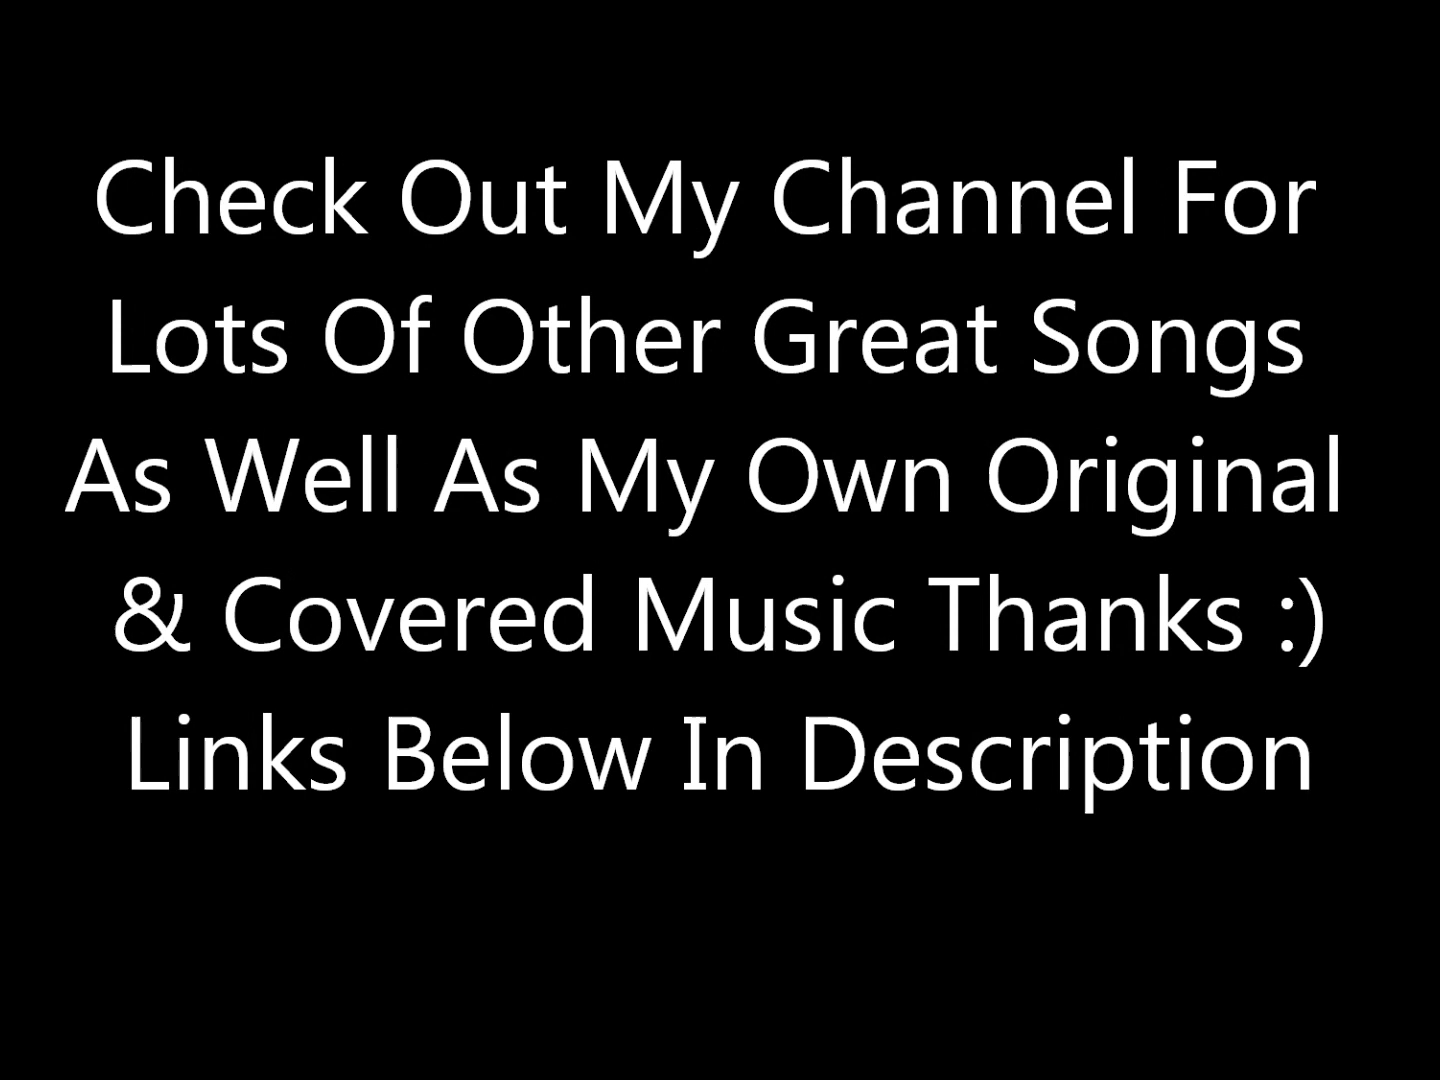 Check Out My Channel For
Lots Of Other Great Songs
As Well As My Own Original
& Covered Music Thanks :)
Links Below In Description